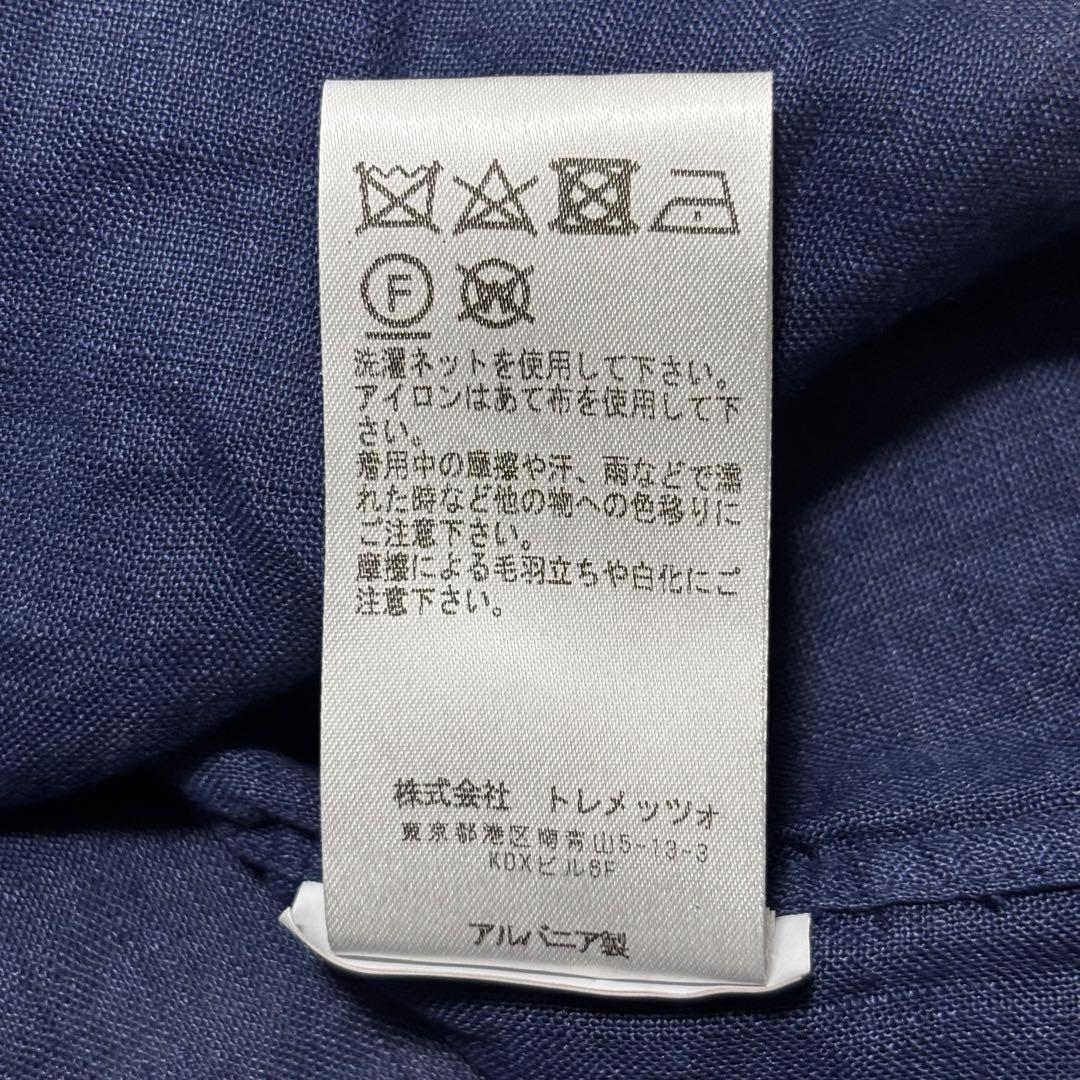 F
W
洗濯ネットを使用して下さい。
アイロンはあて布を使用して下
さい。
着用中の摩擦や汗、雨などで濡
れた時など他の物への色移りに
ご注意下さい。
摩擦による毛羽立ちや白化にご
注意下さい。
株式会社 トレメッツォ
東京都港区南青山5-13-3
KDXビル6F
アルバニア製